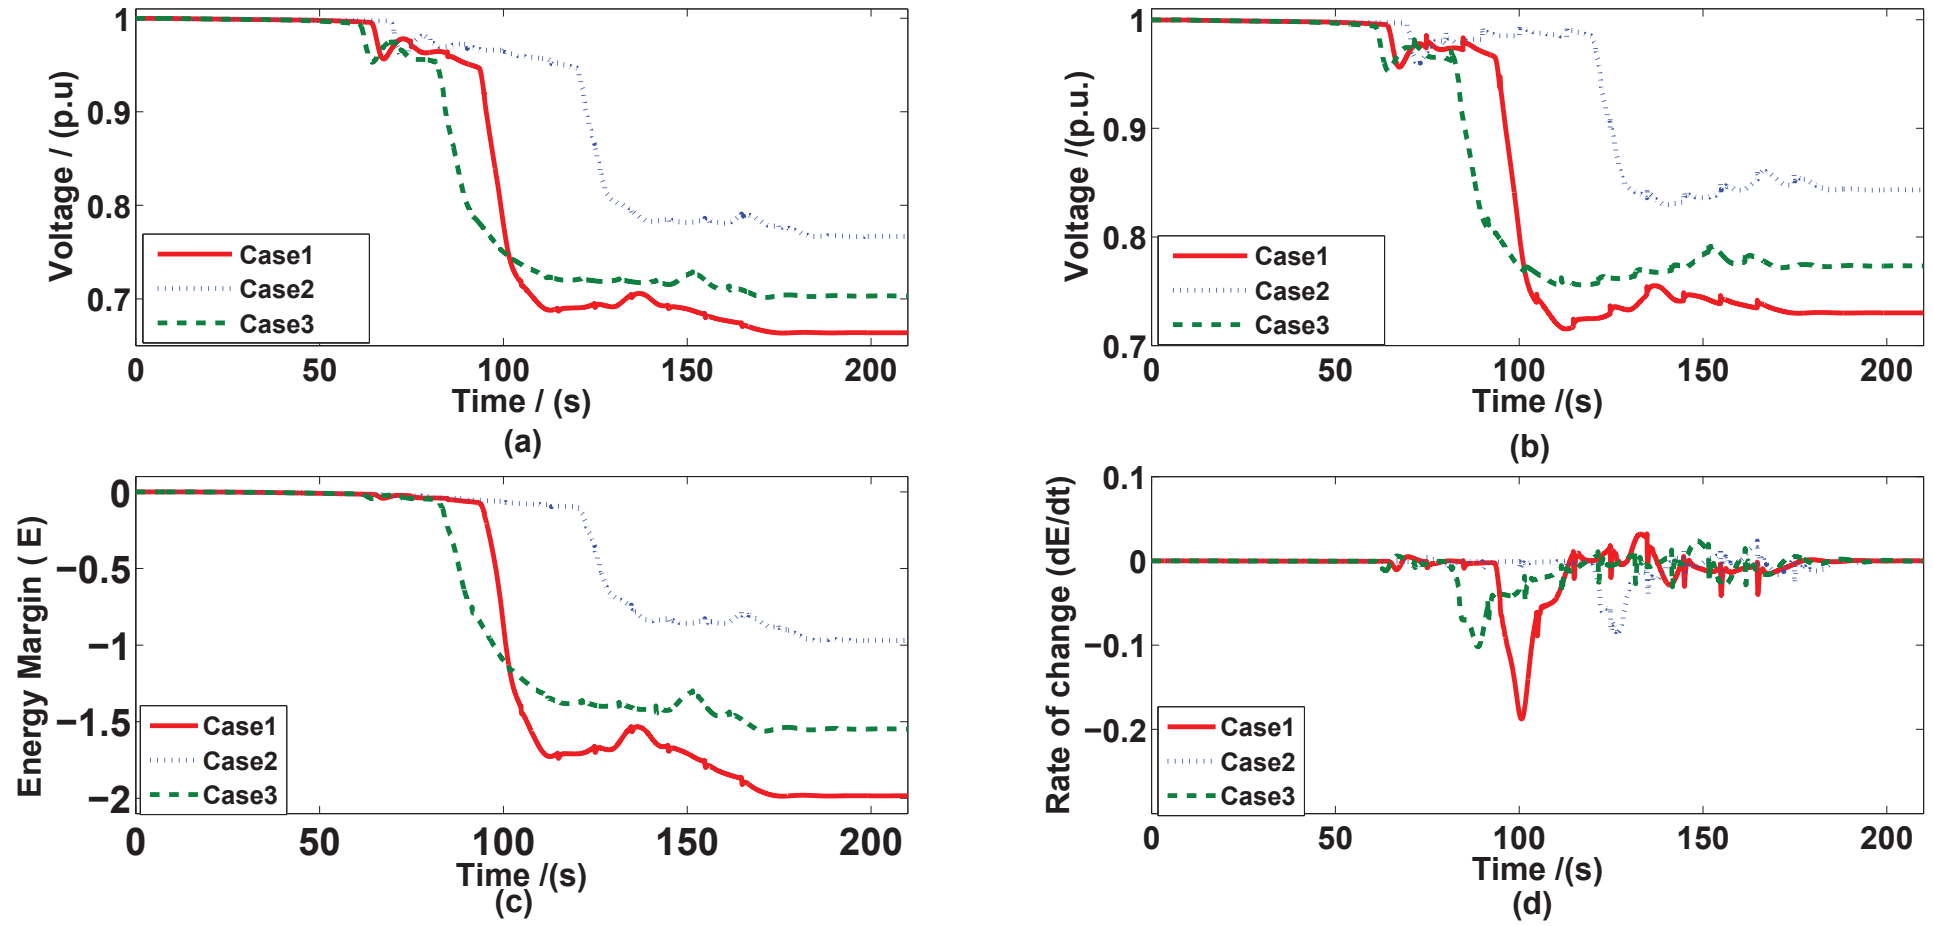 1
0.9
0.8
0.7
Voltage / (p.u)
Case1
Case2
Case3
0 50 100 150 200
Time / (s)
(a)
1
0.9
0.8
0.7
Voltage /(p.u.)
Case1
Case2
Case3
0 50 100 150 200
Time /(s)
(b)
0
−0.5
−1
−1.5
−2
Energy Margin ( E)
Case1
Case2
Case3
0 50 100 150 200
Time /(s)
(c)
0.1
0
−0.1
−0.2
Rate of change (dE/dt)
Case1
Case2
Case3
0 50 100 150 200
Time /(s)
(d)